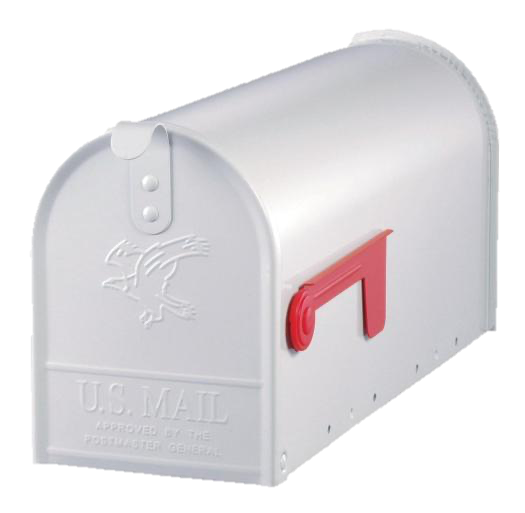 U.S. MAIL
APPROVED BY THE
POSTMASTER GENERAL